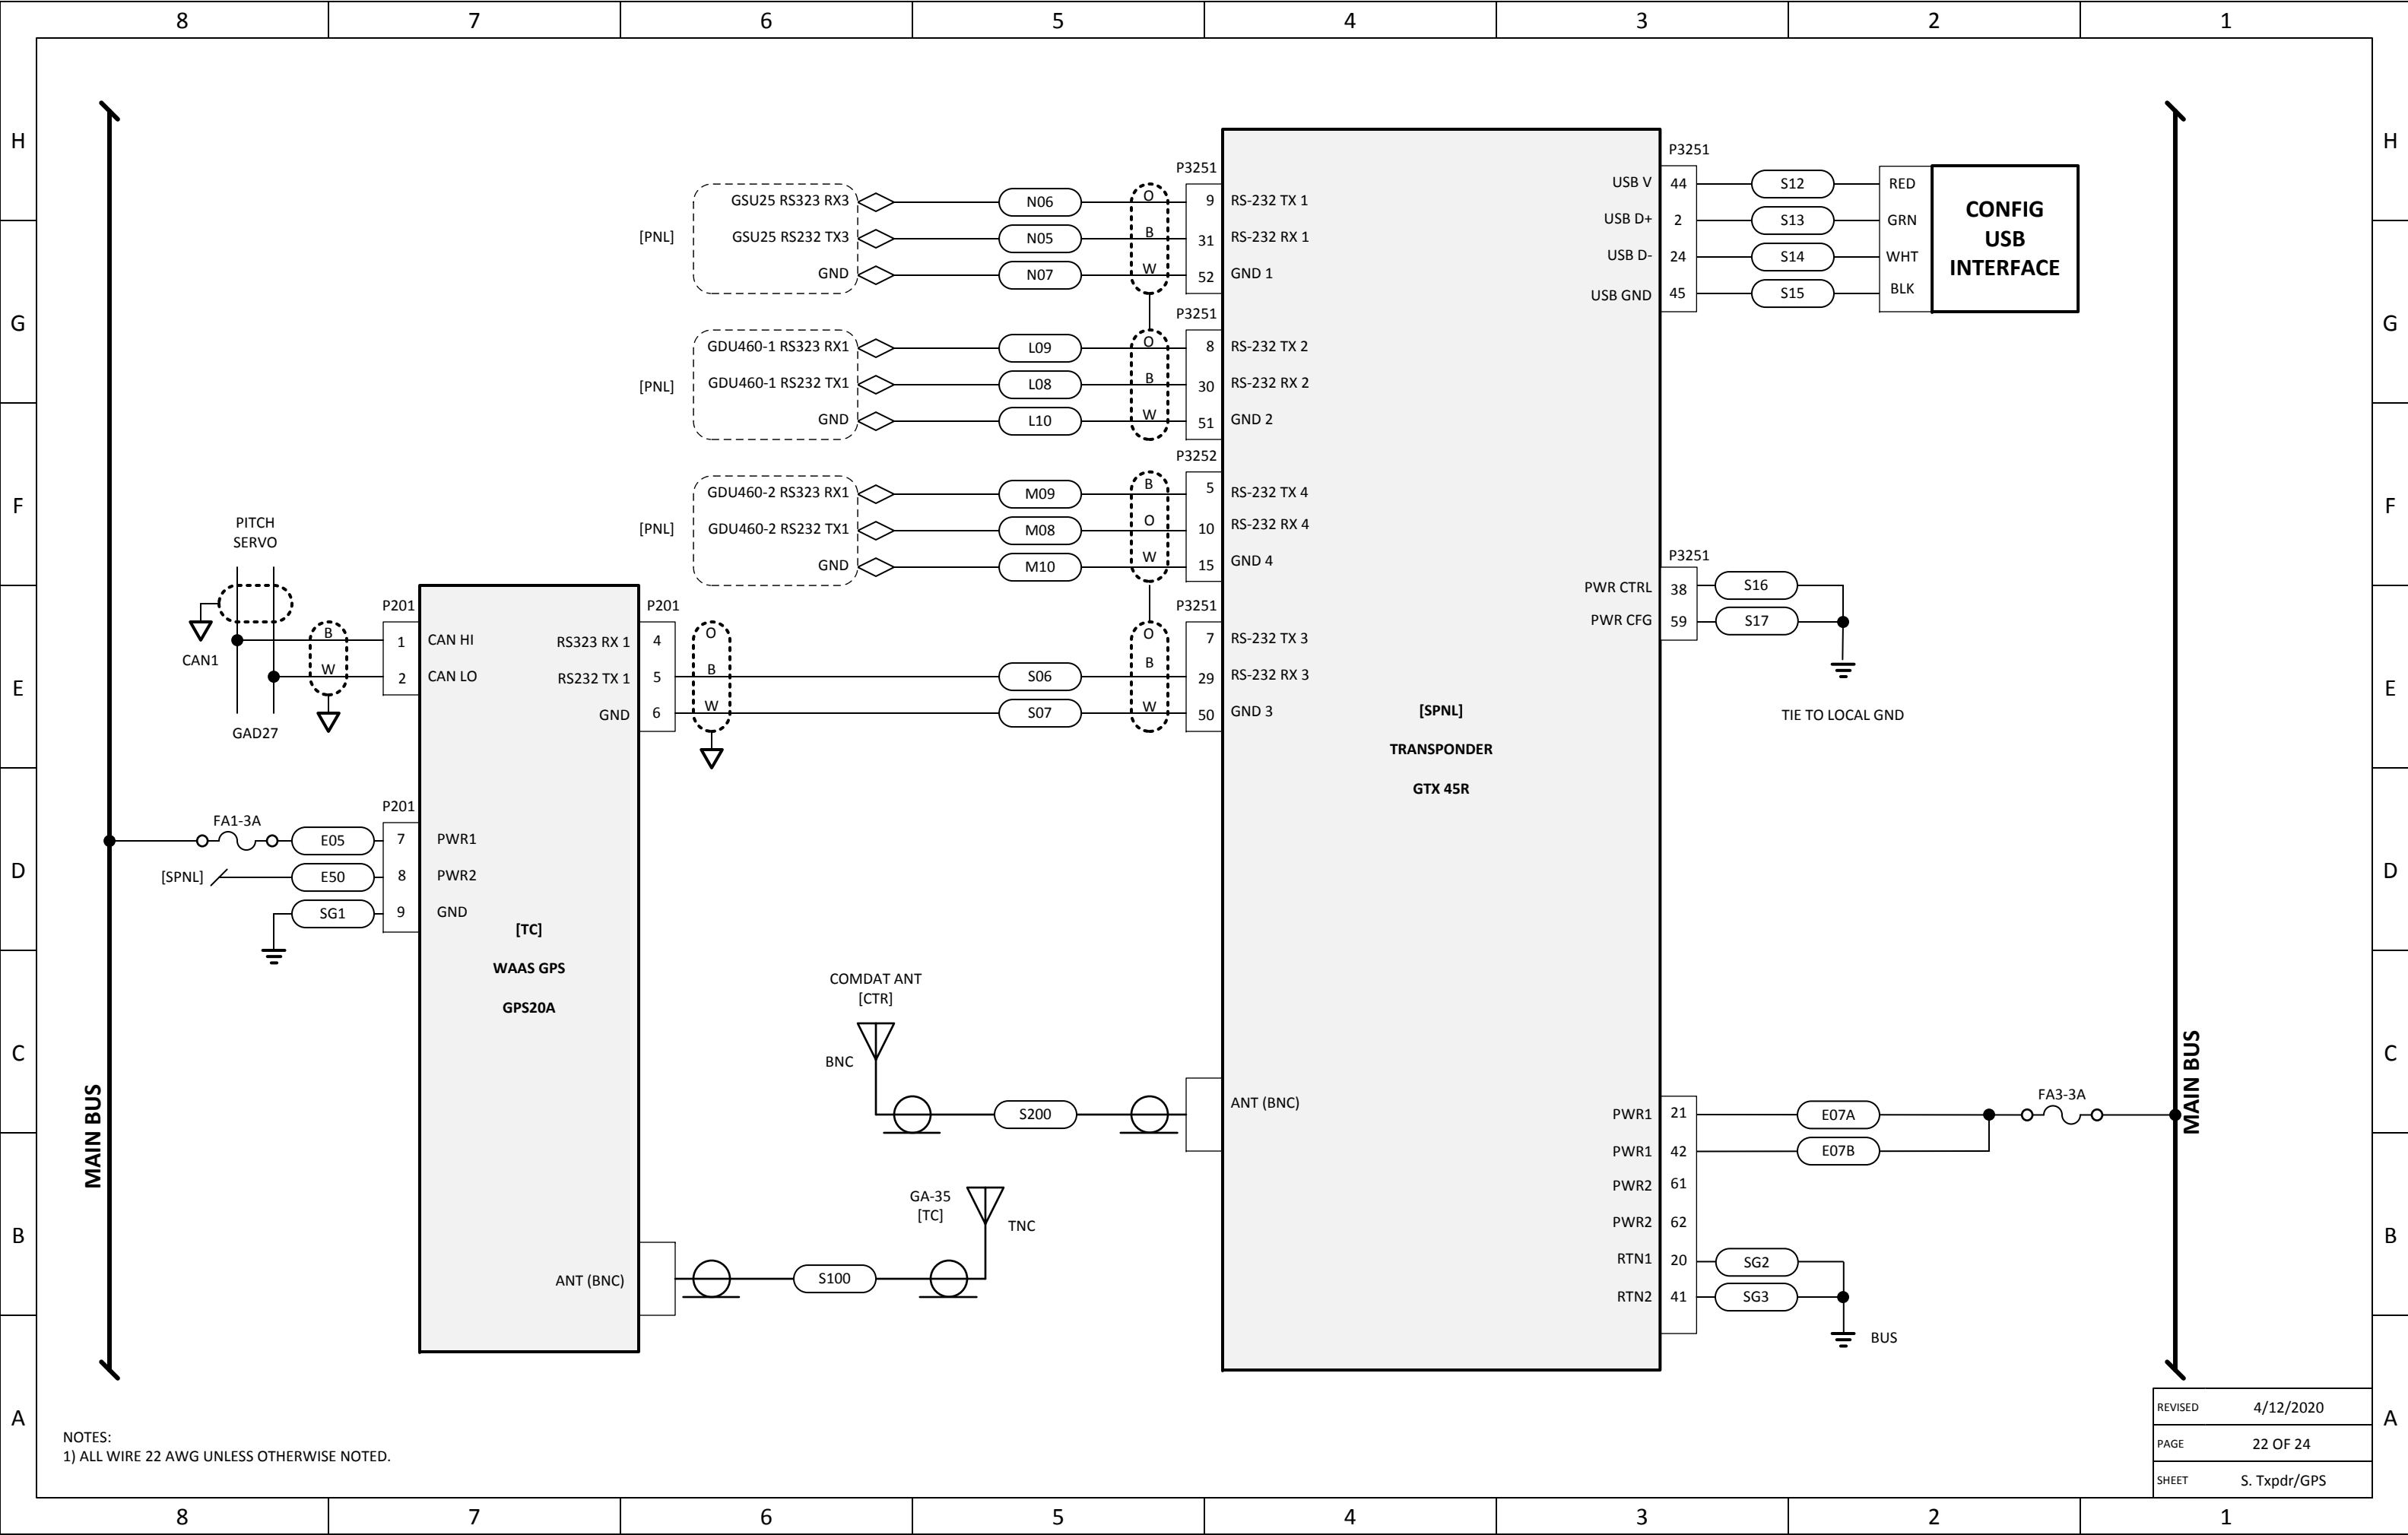 8 7 6 5 4 3 2 1
H
G
F
E
D
C
B
A
MAIN BUS
PITCH
SERVO
CAN1
GAD27
B
W
P201
1 CAN HI
2 CAN LO
FA1-3A
P201
E05 7 PWR1
[SPNL] E50 8 PWR2
SG1 9 GND
[TC]
WAAS GPS
GPS20A
P201
RS323 RX 1 4 O
RS232 TX 1 5 B
GND 6 W
ANT (BNC)
S100
GA-35
[TC]
TNC
COMDAT ANT
[CTR]
BNC
S200
ANT (BNC)
P3251
[PNL]
GSU25 RS323 RX3 N06 O 9 RS-232 TX 1
GSU25 RS232 TX3 N05 B 31 RS-232 RX 1
GND N07 W 52 GND 1
P3251
[PNL]
GDU460-1 RS323 RX1 L09 O 8 RS-232 TX 2
GDU460-1 RS232 TX1 L08 B 30 RS-232 RX 2
GND L10 W 51 GND 2
P3252
[PNL]
GDU460-2 RS323 RX1 M09 B 5 RS-232 TX 4
GDU460-2 RS232 TX1 M08 O 10 RS-232 RX 4
GND M10 W 15 GND 4
P3251
O 7 RS-232 TX 3
S06 B 29 RS-232 RX 3
S07 W 50 GND 3
[SPNL]
TRANSPONDER
GTX 45R
P3251
USB V 44 S12 RED
USB D+ 2 S13 GRN
USB D- 24 S14 WHT
USB GND 45 S15 BLK
CONFIG
USB
INTERFACE
P3251
PWR CTRL 38 S16
PWR CFG 59 S17
TIE TO LOCAL GND
PWR1 21 E07A FA3-3A
PWR1 42 E07B
PWR2 61
PWR2 62
RTN1 20 SG2
RTN2 41 SG3
BUS
MAIN BUS
H
G
F
E
D
C
B
A
NOTES:
1) ALL WIRE 22 AWG UNLESS OTHERWISE NOTED.
REVISED 4/12/2020
PAGE 22 OF 24
SHEET S. Txpdr/GPS
8 7 6 5 4 3 2 1